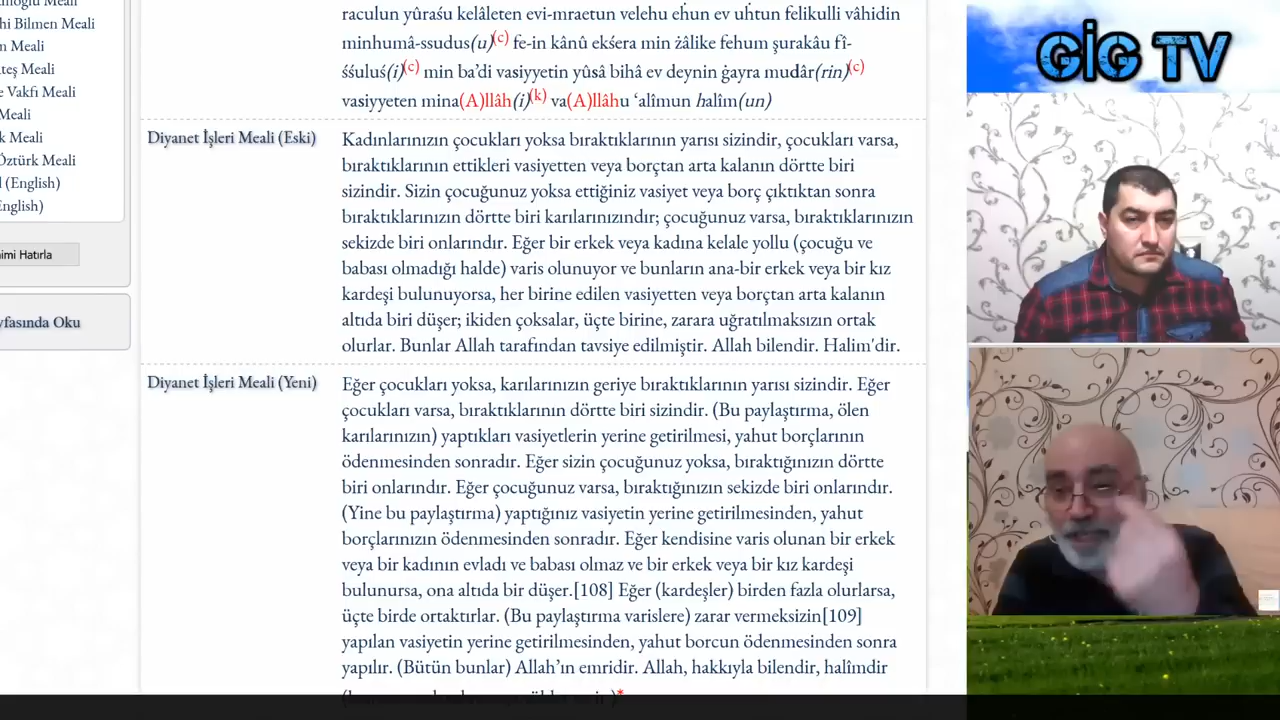 hi Bilmen Meali
m Meali
teş Meali
e Vakfı Meali
Meali
k Meali
Öztürk Meali
l (English)
English)
imi Hatırla
yfasında Oku
raculun yûraśu kelâleten evi-mraetun velehu eḣun ev uḣtun felikulli vâhidin
minhumâ-ssudus(u)(c) fe-in kânû ekśera min żâlike fehum şurakâu fî-
śśuluś(i)(c) min ba’di vasiyyetin yûsâ bihâ ev deynin ġayra mudâr(rin)(c)
vasiyyeten mina(A)llâh(i)(k) va(A)llâhu ‘alîmun halîm(un)
Diyanet İşleri Meali (Eski)
Kadınlarınızın çocukları yoksa bıraktıklarının yarısı sizindir, çocukları varsa,
bıraktıklarının ettikleri vasiyetten veya borçtan arta kalanın dörtte biri
sizindir. Sizin çocuğunuz yoksa ettiğiniz vasiyet veya borç çıktıktan sonra
bıraktıklarınızın dörtte biri karılarınızındır; çocuğunuz varsa, bıraktıklarınızın
sekizde biri onlarındır. Eğer bir erkek veya kadına kelale yollu (çocuğu ve
babası olmadığı halde) varis olunuyor ve bunların ana-bir erkek veya bir kız
kardeşi bulunuyorsa, her birine edilen vasiyetten veya borçtan arta kalanın
altıda biri düşer; ikiden çoksalar, üçte birine, zarara uğratılmaksızın ortak
olurlar. Bunlar Allah tarafından tavsiye edilmiştir. Allah bilendir. Halim'dir.
Diyanet İşleri Meali (Yeni)
Eğer çocukları yoksa, karılarınızın geriye bıraktıklarının yarısı sizindir. Eğer
çocukları varsa, bıraktıklarının dörtte biri sizindir. (Bu paylaştırma, ölen
karılarınızın) yaptıkları vasiyetlerin yerine getirilmesi, yahut borçlarının
ödenmesinden sonradır. Eğer sizin çocuğunuz yoksa, bıraktığınızın dörtte
biri onlarındır. Eğer çocuğunuz varsa, bıraktığınızın sekizde biri onlarındır.
(Yine bu paylaştırma) yaptığınız vasiyetin yerine getirilmesinden, yahut
borçlarınızın ödenmesinden sonradır. Eğer kendisine varis olunan bir erkek
veya bir kadının evladı ve babası olmaz ve bir erkek veya bir kız kardeşi
bulunursa, ona altıda bir düşer.[108] Eğer (kardeşler) birden fazla olurlarsa,
üçte birde ortaktırlar. (Bu paylaştırma varislere) zarar vermeksizin[109]
yapılan vasiyetin yerine getirilmesinden, yahut borcun ödenmesinden sonra
yapılır. (Bütün bunlar) Allah’ın emridir. Allah, hakkıyla bilendir, halîmdir
GİG TV